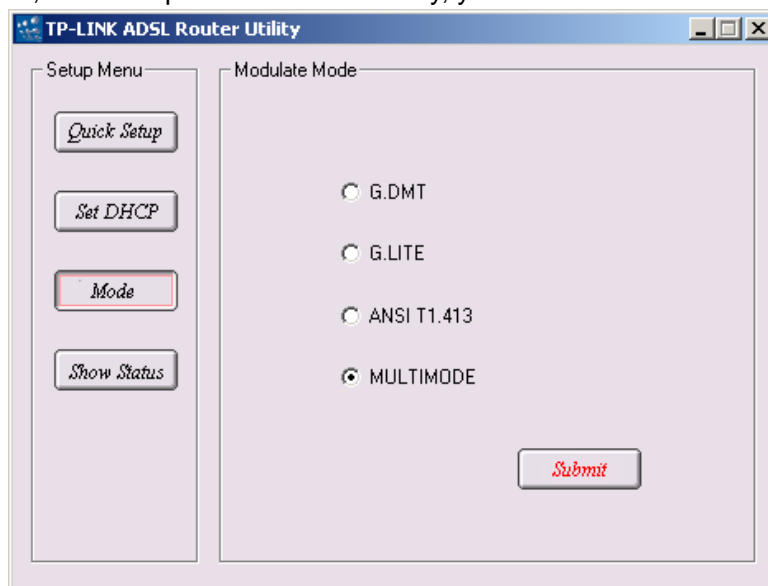 TP-LINK ADSL Router Utility
Setup Menu
Quick Setup
Set DHCP
Mode
Show Status
Modulate Mode
G.DMT
G.LITE
ANSI T1.413
MULTIMODE
Submit